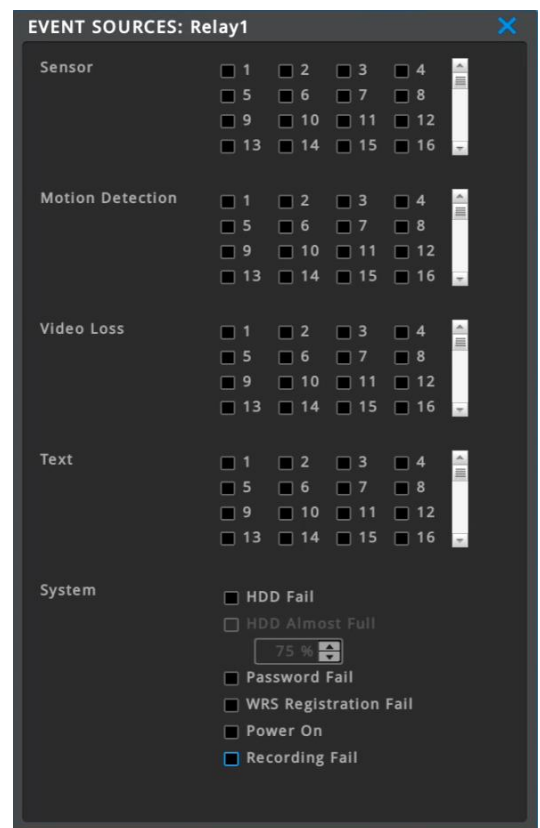 EVENT SOURCES: Relay1
Sensor 1 2 3 4
5 6 7 8
9 10 11 12
13 14 15 16
Motion Detection 1 2 3 4
5 6 7 8
9 10 11 12
13 14 15 16
Video Loss 1 2 3 4
5 6 7 8
9 10 11 12
13 14 15 16
Text 1 2 3 4
5 6 7 8
9 10 11 12
13 14 15 16
System HDD Fail
HDD Almost Full
75 %
Password Fail
WRS Registration Fail
Power On
Recording Fail